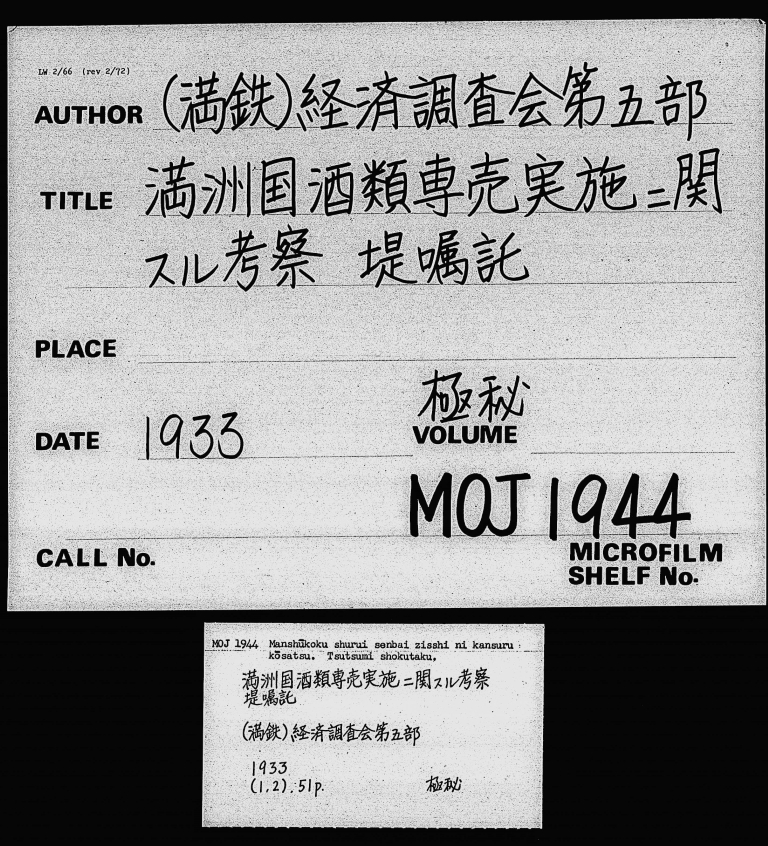 LW 2/66 (rev 2/72)
AUTHOR (満鉄)経済調査会第五部
TITLE 満洲国酒類専売実施ニ関
スル考察 堤嘱託
PLACE
極秘
DATE 1933 VOLUME
MOJ 1944
CALL No. MICROFILM
SHELF No.
MOJ 1944 Manshūkoku shurui senbai zisshi ni kansuru
kōsatsu. Tsutsumi shokutaku.
満洲国酒類専売実施ニ関スル考察
堤嘱託
(満鉄)経済調査会第五部
1933
(1,2). 51p. 極秘